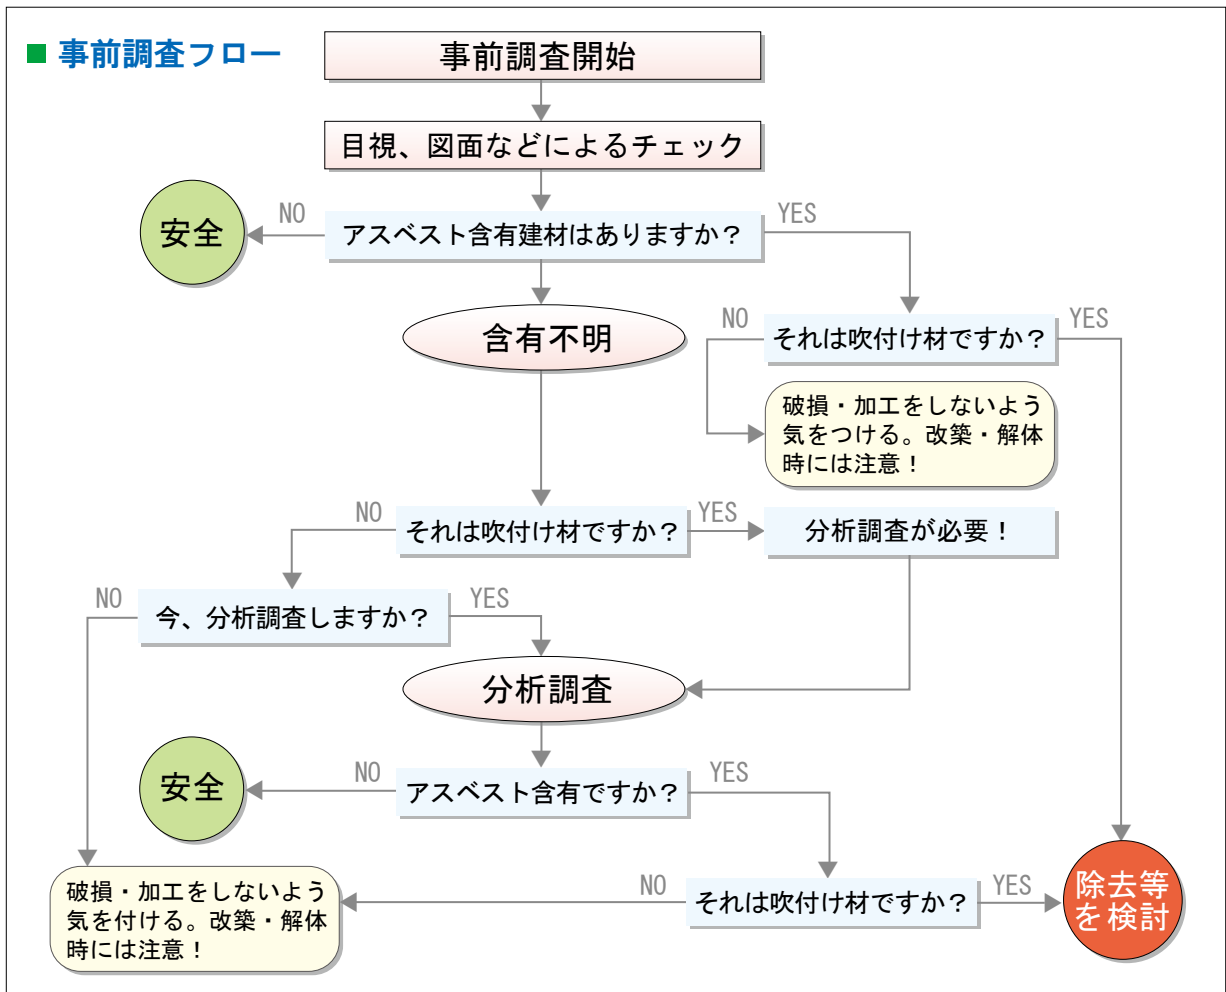 ■ 事前調査フロー
事前調査開始
目視、図面などによるチェック
安全
NO
アスベスト含有建材はありますか？
YES
含有不明
NO
それは吹付け材ですか？
YES
破損・加工をしないよう
気をつける。改築・解体
時には注意！
NO
それは吹付け材ですか？
YES
分析調査が必要！
NO
今、分析調査しますか？
YES
分析調査
安全
NO
アスベスト含有ですか？
YES
破損・加工をしないよう
気を付ける。改築・解体
時には注意！
NO
それは吹付け材ですか？
YES
除去等
を検討